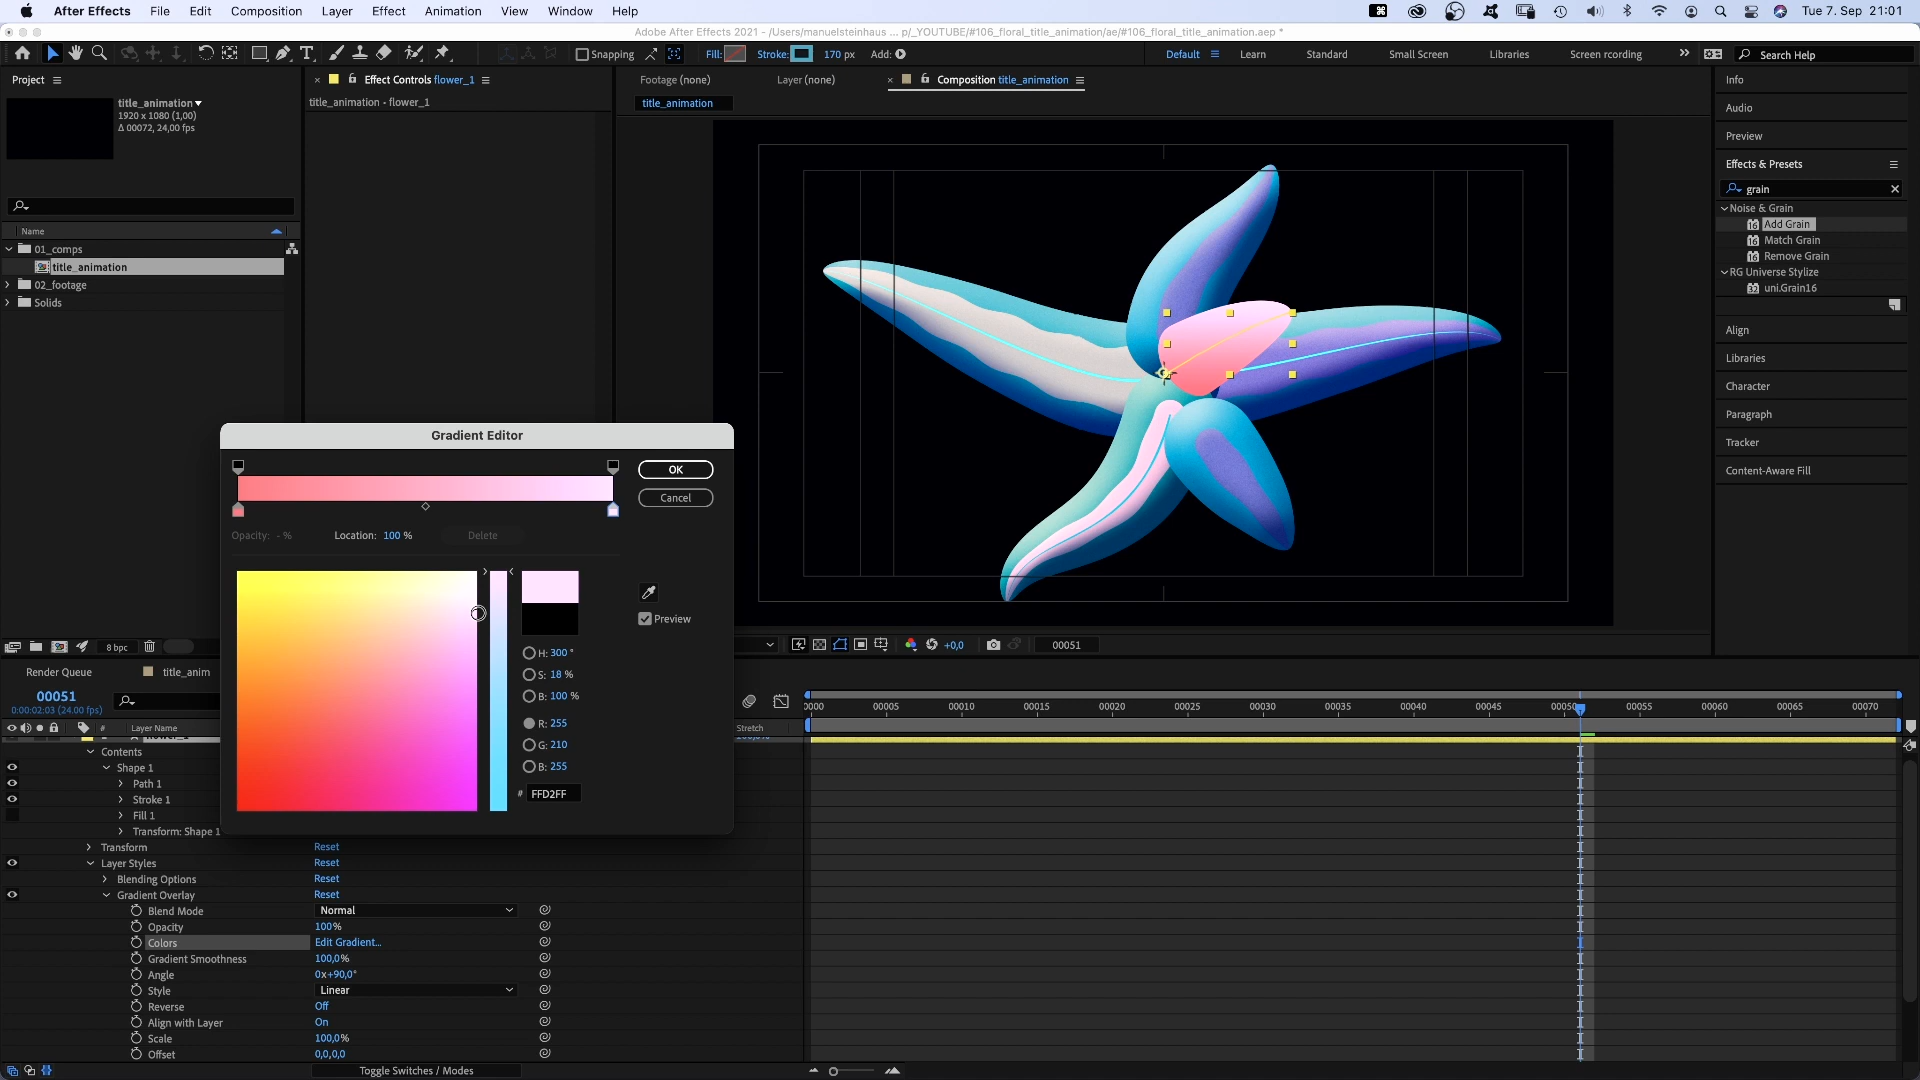 After Effects File Edit Composition Layer Effect Animation View Window Help Tue 7. Sep 21:01
Adobe After Effects 2021 - /Users/manuelsteinhaus ... p/_YOUTUBE/#106_floral_title_animation/ae/#106_floral_title_animation.aep *
Snapping Fill: Stroke: 170 px Add: Default Learn Standard Small Screen Libraries Screen recording Search Help
Project Effect Controls flower_1 Footage (none) Layer (none) Composition title_animation Info
title_animation
1920 x 1080 (1,00)
Δ 00072, 24,00 fps
title_animation • flower_1
title_animation
Audio
Preview
Effects & Presets
grain
Noise & Grain
Add Grain
Match Grain
Remove Grain
RG Universe Stylize
uni.Grain16
Align
Libraries
Character
Paragraph
Tracker
Content-Aware Fill
Name
01_comps
title_animation
02_footage
Solids
Gradient Editor
OK
Cancel
Opacity: - % Location: 100 % Delete
Preview
H: 300 °
S: 18 %
B: 100 %
R: 255
G: 210
B: 255
# FFD2FF
8 bpc +0,0 00051
Render Queue title_anim
00051
0:00:02:03 (24.00 fps)
# Layer Name Stretch
0000 00005 00010 00015 00020 00025 00030 00035 00040 00045 00050 00055 00060 00065 00070
Contents
Shape 1
Path 1
Stroke 1
Fill 1
Transform: Shape 1
Transform Reset
Layer Styles Reset
Blending Options Reset
Gradient Overlay Reset
Blend Mode Normal
Opacity 100%
Colors Edit Gradient...
Gradient Smoothness 100,0%
Angle 0x+90,0°
Style Linear
Reverse Off
Align with Layer On
Scale 100,0%
Offset 0,0,0,0
Toggle Switches / Modes